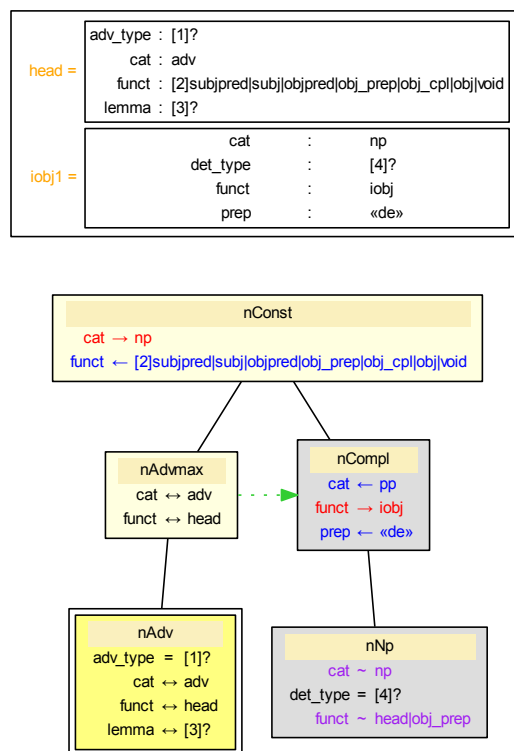 head =
adv_type : [1]?
cat : adv
funct : [2]subjpred|subj|objpred|obj_prep|obj_cpl|obj|void
lemma : [3]?
iobj1 =
cat : np
det_type : [4]?
funct : iobj
prep : «de»
nConst
cat → np
funct ← [2]subjpred|subj|objpred|obj_prep|obj_cpl|obj|void
nAdvmax
cat ↔ adv
funct ↔ head
nCompl
cat ← pp
funct → iobj
prep ← «de»
nAdv
adv_type = [1]?
cat ↔ adv
funct ↔ head
lemma ↔ [3]?
nNp
cat ~ np
det_type = [4]?
funct ~ head|obj_prep